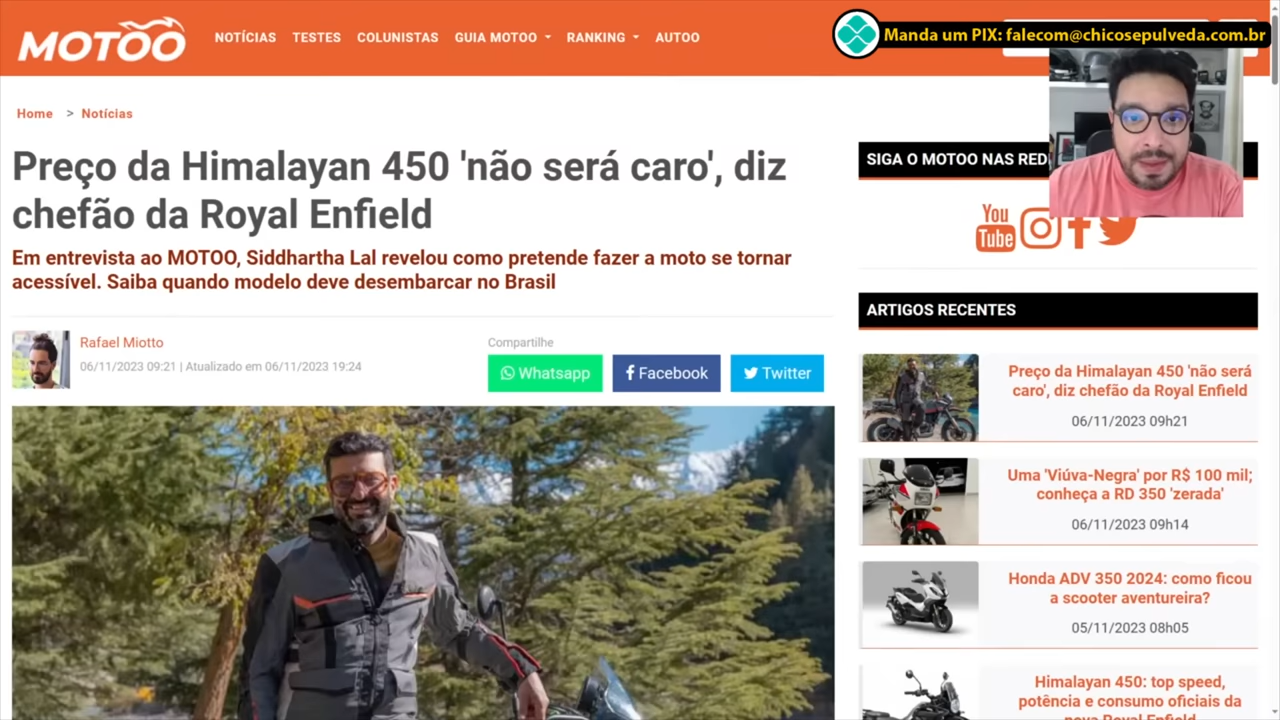 MOTOO
NOTÍCIAS TESTES COLUNISTAS GUIA MOTOO RANKING AUTOO
Manda um PIX: falecom@chicosepulveda.com.br
Home > Notícias
Preço da Himalayan 450 'não será caro', diz
chefão da Royal Enfield
Em entrevista ao MOTOO, Siddhartha Lal revelou como pretende fazer a moto se tornar
acessível. Saiba quando modelo deve desembarcar no Brasil
Rafael Miotto
06/11/2023 09:21 | Atualizado em 06/11/2023 19:24
Compartilhe
Whatsapp
Facebook
Twitter
SIGA O MOTOO NAS RED
You
Tube
ARTIGOS RECENTES
Preço da Himalayan 450 'não será
caro', diz chefão da Royal Enfield
06/11/2023 09h21
Uma 'Viúva-Negra' por R$ 100 mil;
conheça a RD 350 'zerada'
06/11/2023 09h14
Honda ADV 350 2024: como ficou
a scooter aventureira?
05/11/2023 08h05
Himalayan 450: top speed,
potência e consumo oficiais da
nova Royal Enfield